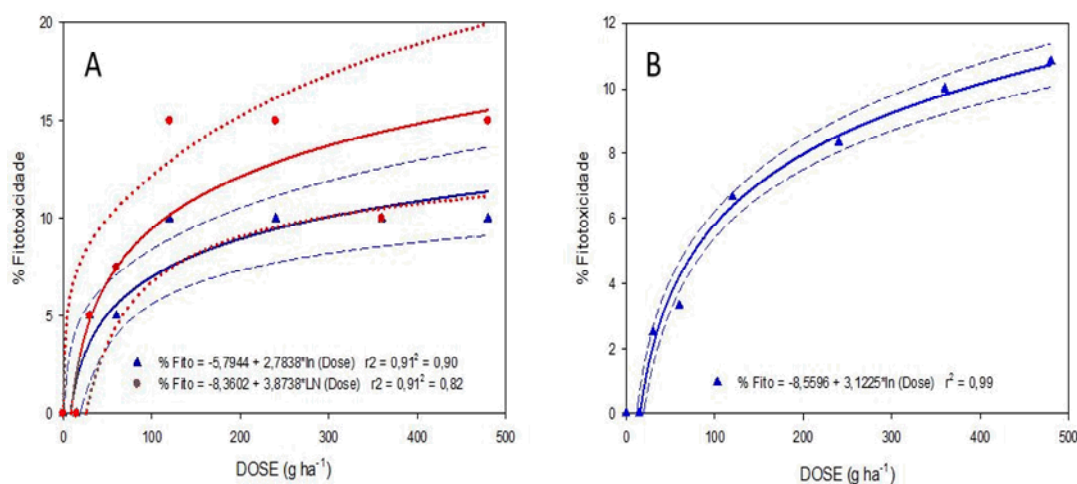 A
% Fitotoxicidade
20
15
10
5
0
% Fito = -5,7944 + 2,7838*ln (Dose) r2 = 0,91² = 0,90
% Fito = -8,3602 + 3,8738*LN (Dose) r2 = 0,91² = 0,82
0 100 200 300 400 500
DOSE (g ha⁻¹)
B
% Fitotoxicidade
12
10
8
6
4
2
0
% Fito = -8,5596 + 3,1225*ln (Dose) r² = 0,99
0 100 200 300 400 500
DOSE (g ha⁻¹)